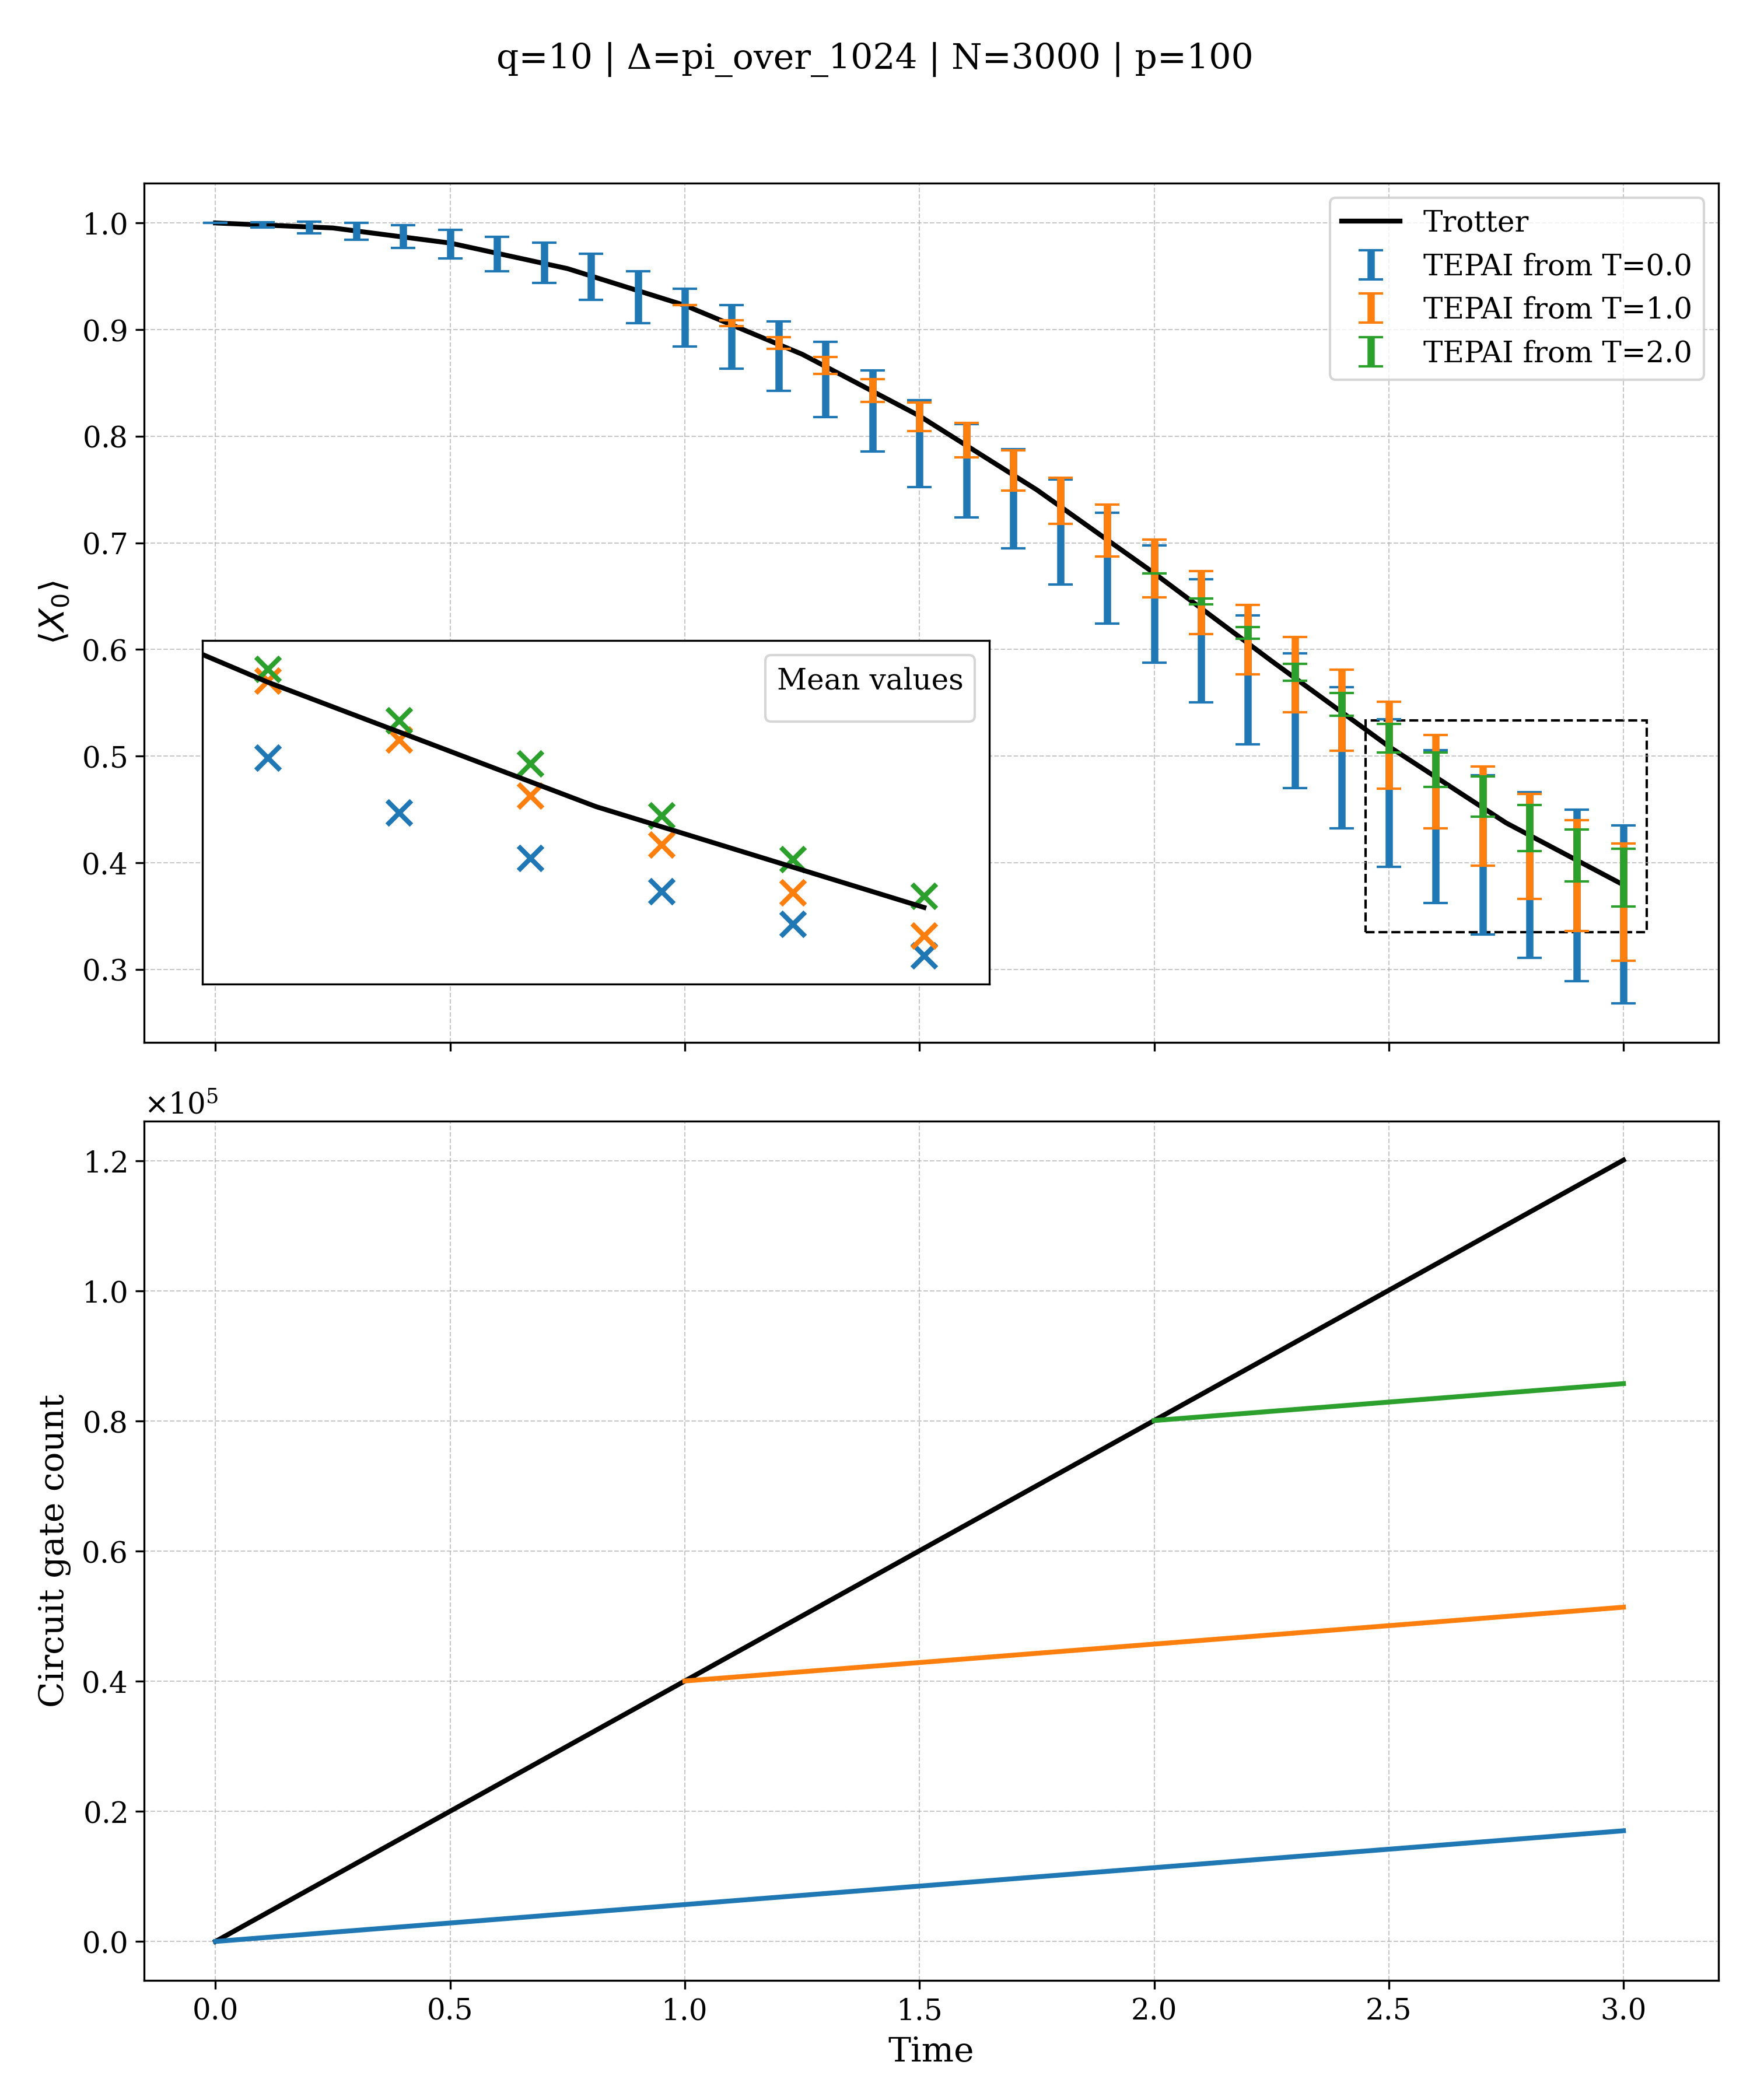 q=10 | Δ=pi_over_1024 | N=3000 | p=100
Trotter
TEPAI from T=0.0
TEPAI from T=1.0
TEPAI from T=2.0
1.0
0.9
0.8
0.7
0.6
0.5
0.4
0.3
⟨X₀⟩
Mean values
×10⁵
1.2
1.0
0.8
0.6
0.4
0.2
0.0
Circuit gate count
0.0 0.5 1.0 1.5 2.0 2.5 3.0
Time